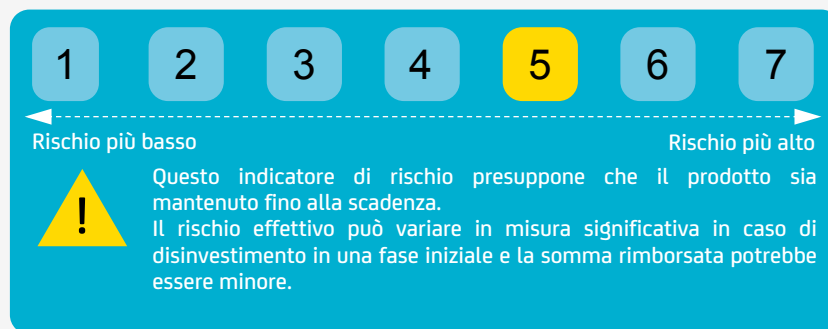 1 2 3 4 5 6 7
Rischio più basso Rischio più alto
!
Questo indicatore di rischio presuppone che il prodotto sia
mantenuto fino alla scadenza.
Il rischio effettivo può variare in misura significativa in caso di
disinvestimento in una fase iniziale e la somma rimborsata potrebbe
essere minore.